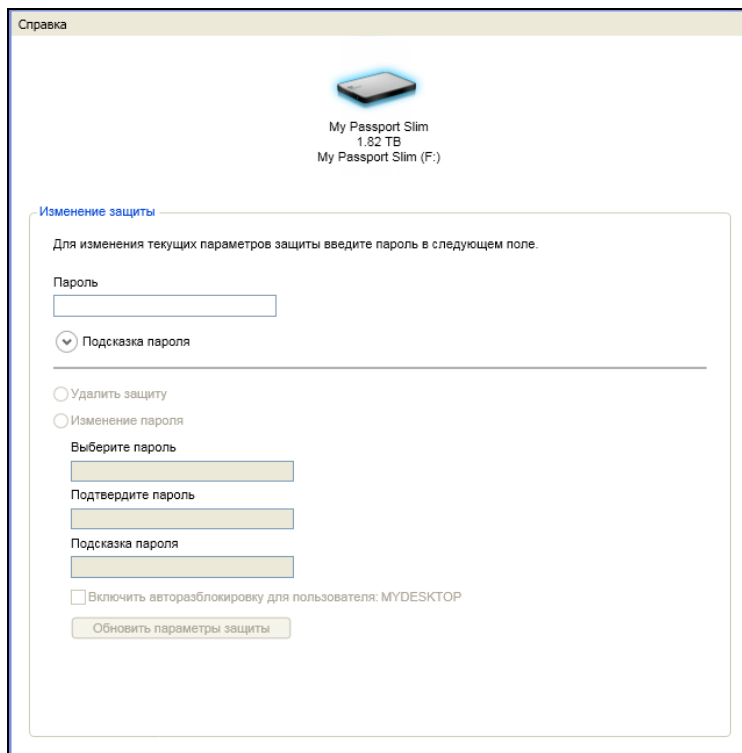 Справка
My Passport Slim
1.82 TB
My Passport Slim (F:)
Изменение защиты
Для изменения текущих параметров защиты введите пароль в следующем поле.
Пароль
Подсказка пароля
Удалить защиту
Изменение пароля
Выберите пароль
Подтвердите пароль
Подсказка пароля
Включить авторазблокировку для пользователя: MYDESKTOP
Обновить параметры защиты